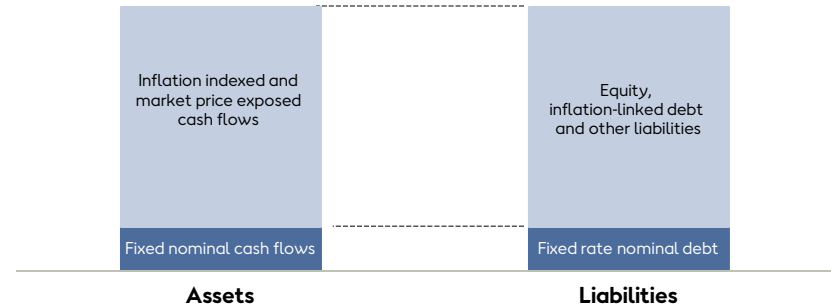 Inflation indexed and
market price exposed
cash flows
Equity,
inflation-linked debt
and other liabilities
Fixed nominal cash flows
Fixed rate nominal debt
Assets
Liabilities